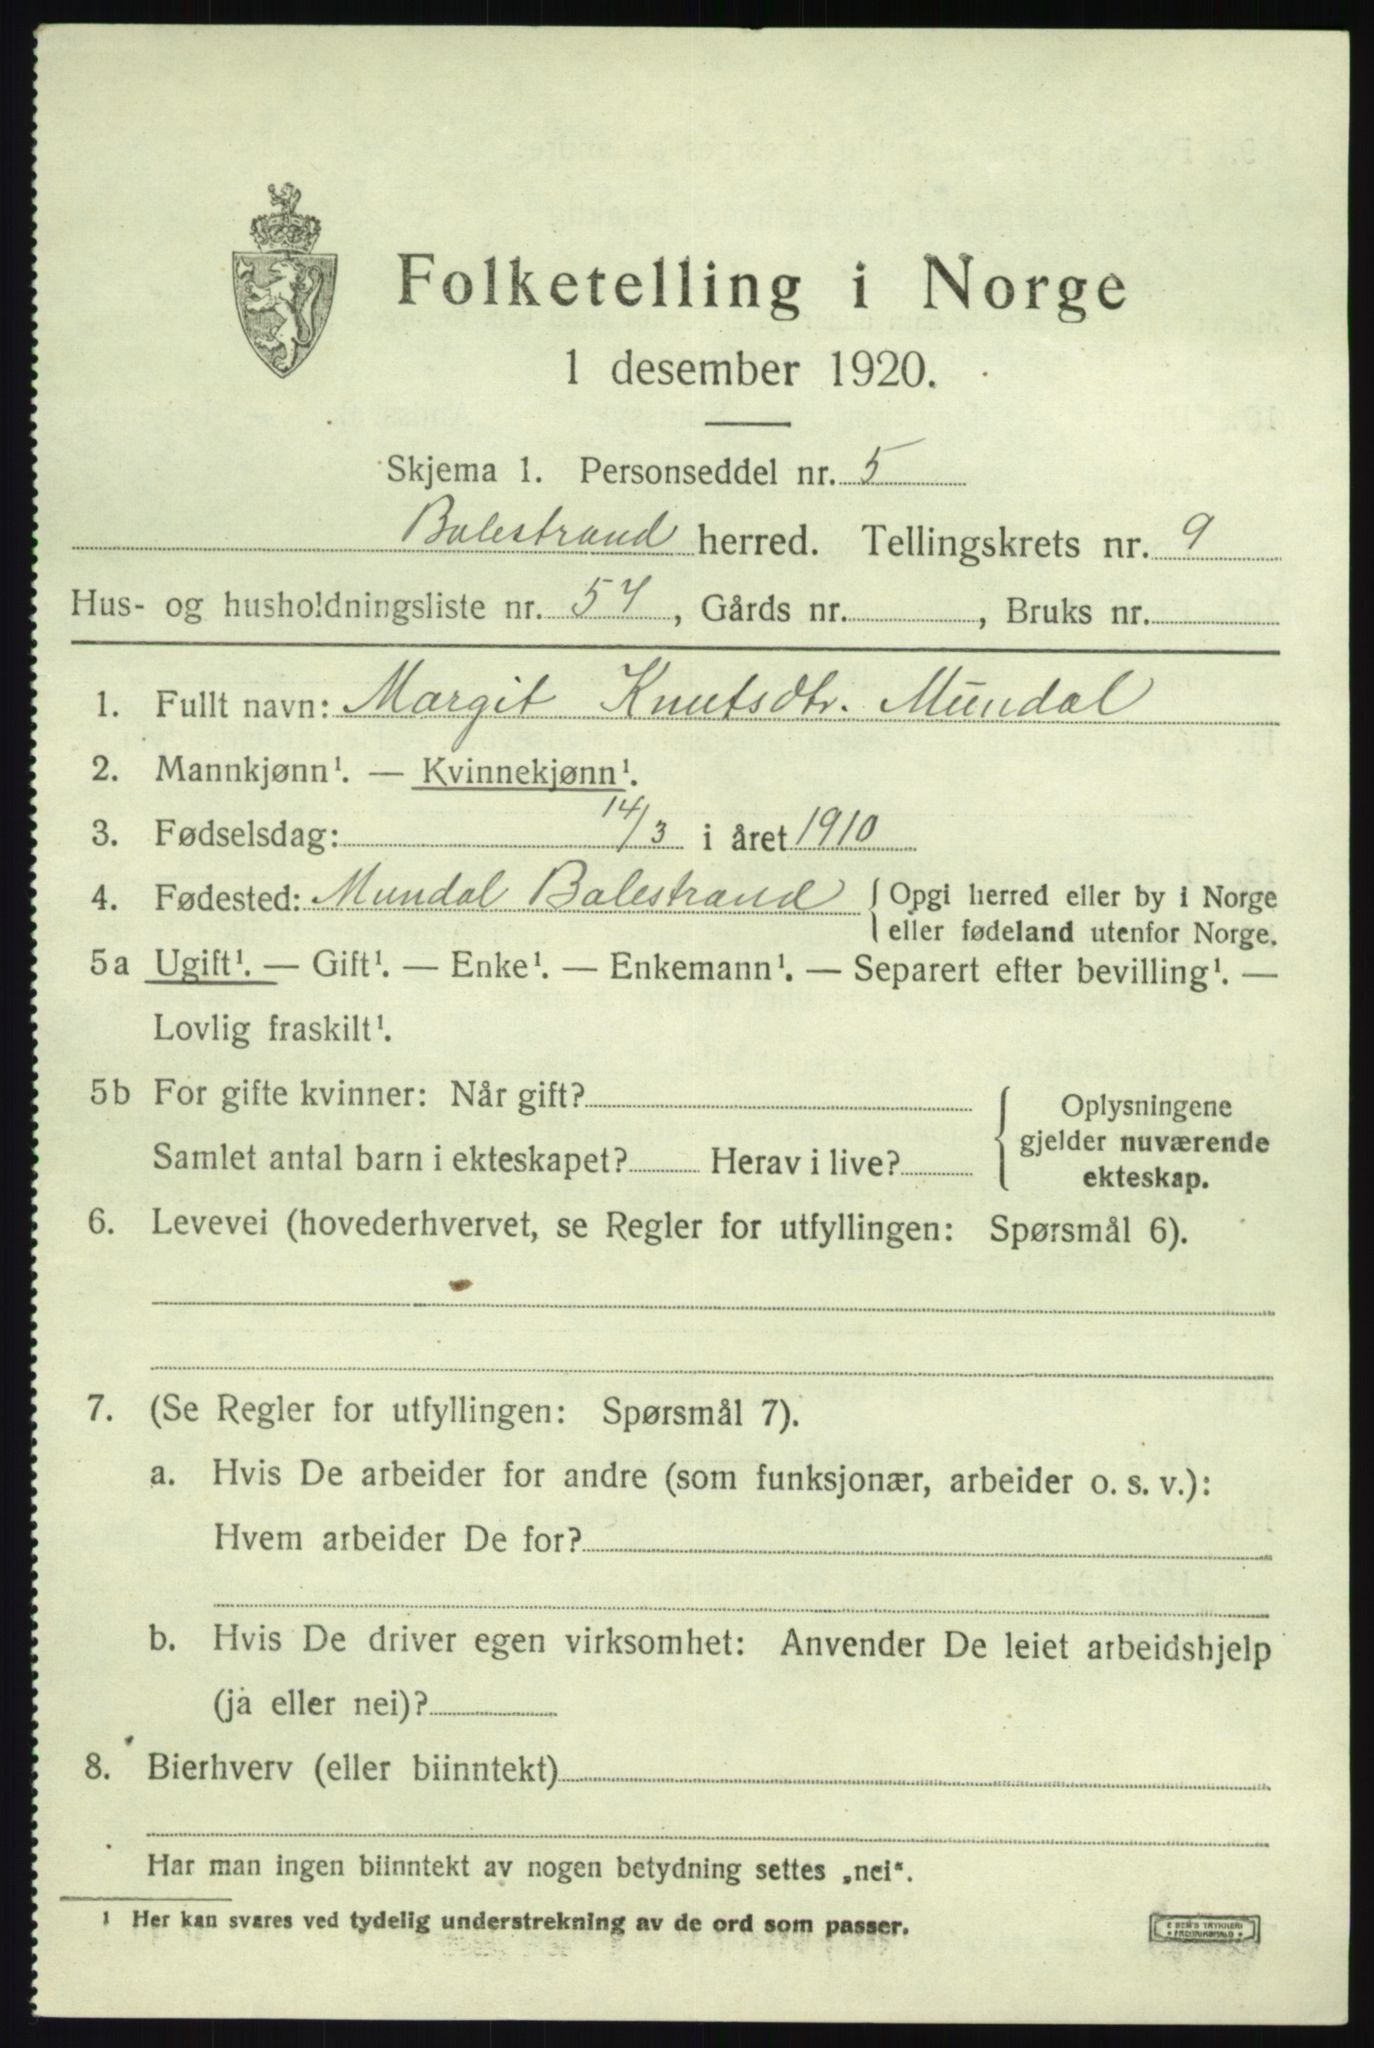 Folketelling i Norge
1 desember 1920.
Skjema 1. Personseddel nr. 5
Balestrand herred. Tellingskrets nr. 9
Hus- og husholdningsliste nr. 57, Gårds nr. , Bruks nr.
1. Fullt navn: Margit Knutsdtr. Mundal
2. Mannkjønn¹. — Kvinnekjønn¹.
3. Fødselsdag: 14/3 i året 1910
4. Fødested: Mundal Balestrand { Opgi herred eller by i Norge
eller fødeland utenfor Norge.
5a Ugift¹. — Gift¹. — Enke¹. — Enkemann¹. — Separert efter bevilling¹. —
Lovlig fraskilt¹.
5b For gifte kvinner: Når gift?
Samlet antal barn i ekteskapet? Herav i live?
{ Oplysningene
gjelder nuværende
ekteskap.
6. Levevei (hovederhvervet, se Regler for utfyllingen: Spørsmål 6).
7. (Se Regler for utfyllingen: Spørsmål 7).
a. Hvis De arbeider for andre (som funksjonær, arbeider o. s. v.):
Hvem arbeider De for?
b. Hvis De driver egen virksomhet: Anvender De leiet arbeidshjelp
(ja eller nei)?
8. Bierhverv (eller biinntekt)
Har man ingen biinntekt av nogen betydning settes „nei“.
1 Her kan svares ved tydelig understrekning av de ord som passer.